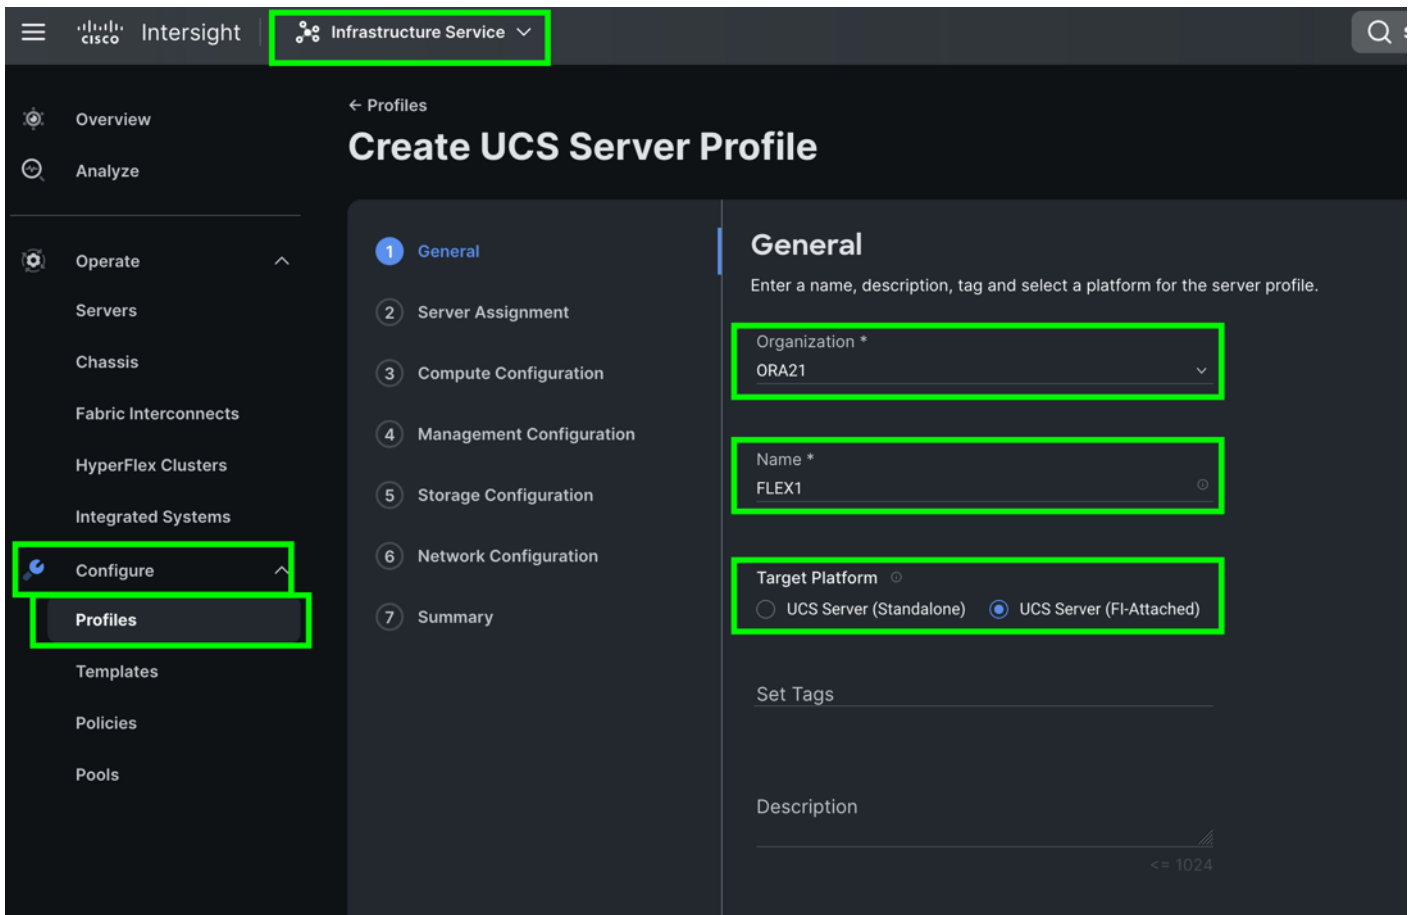 cisco Intersight
Infrastructure Service
Overview
Analyze
Operate
Servers
Chassis
Fabric Interconnects
HyperFlex Clusters
Integrated Systems
Configure
Profiles
Templates
Policies
Pools
← Profiles
Create UCS Server Profile
1 General
2 Server Assignment
3 Compute Configuration
4 Management Configuration
5 Storage Configuration
6 Network Configuration
7 Summary
General
Enter a name, description, tag and select a platform for the server profile.
Organization *
ORA21
Name *
FLEX1
Target Platform
UCS Server (Standalone) UCS Server (FI-Attached)
Set Tags
Description
<= 1024